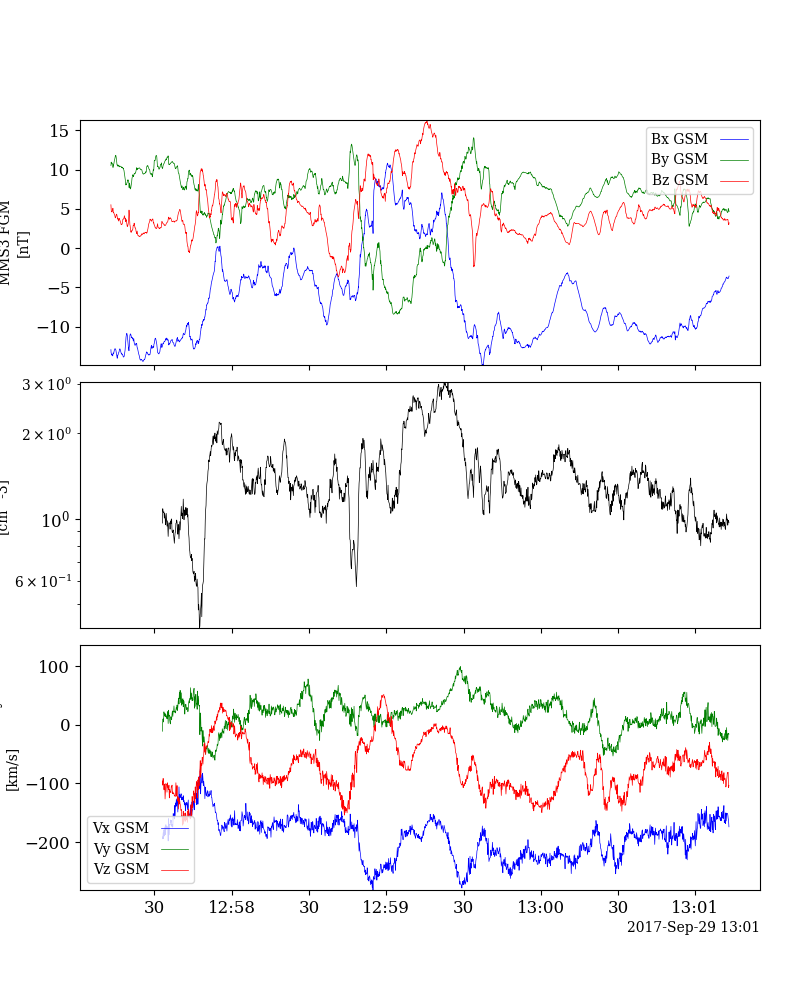 15
10
5
0
−5
−10
MMS3 FGM
[nT]
Bx GSM
By GSM
Bz GSM
3 × 10⁰
2 × 10⁰
10⁰
6 × 10⁻¹
100
0
−100
−200
[km/s]
Vx GSM
Vy GSM
Vz GSM
30 12:58 30 12:59 30 13:00 30 13:01
2017-Sep-29 13:01